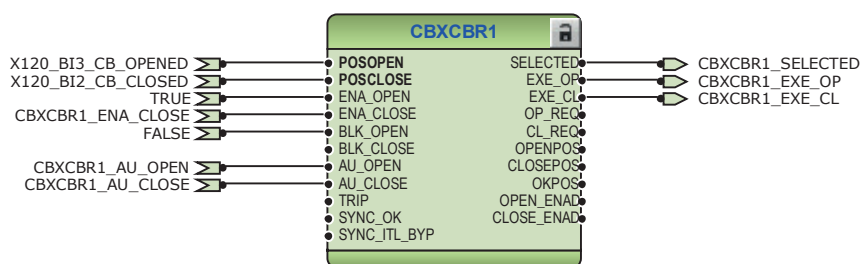 CBXCBR1
X120_BI3_CB_OPENED POSOPEN SELECTED CBXCBR1_SELECTED
X120_BI2_CB_CLOSED POSCLOSE EXE_OP CBXCBR1_EXE_OP
TRUE ENA_OPEN EXE_CL CBXCBR1_EXE_CL
CBXCBR1_ENA_CLOSE ENA_CLOSE OP_REQ
FALSE BLK_OPEN CL_REQ
BLK_CLOSE OPENPOS
CBXCBR1_AU_OPEN AU_OPEN CLOSEPOS
CBXCBR1_AU_CLOSE AU_CLOSE OKPOS
TRIP OPEN_ENAD
SYNC_OK CLOSE_ENAD
SYNC_ITL_BYP